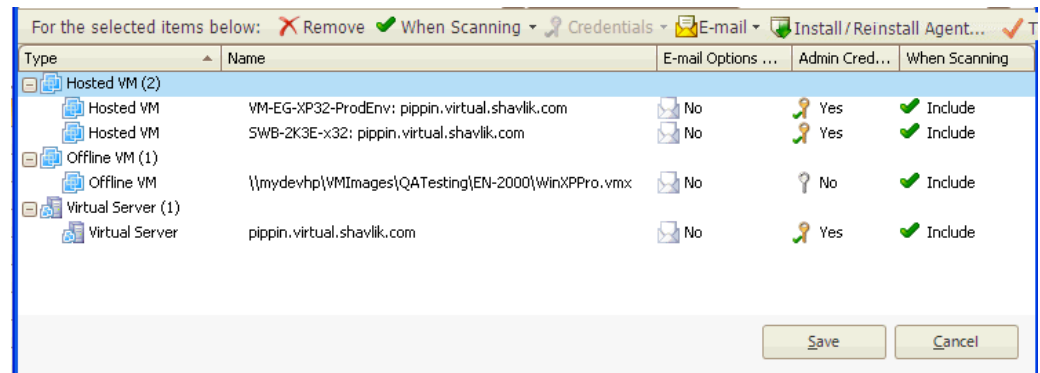 For the selected items below: Remove When Scanning Credentials E-mail Install/Reinstall Agent... T
Type Name E-mail Options ... Admin Cred... When Scanning
Hosted VM (2)
Hosted VM VM-EG-XP32-ProdEnv: pippin.virtual.shavlik.com No Yes Include
Hosted VM SWB-2K3E-x32: pippin.virtual.shavlik.com No Yes Include
Offline VM (1)
Offline VM \\mydevhp\VMImages\QATesting\EN-2000\WinXPPro.vmx No No Include
Virtual Server (1)
Virtual Server pippin.virtual.shavlik.com No Yes Include
Save Cancel